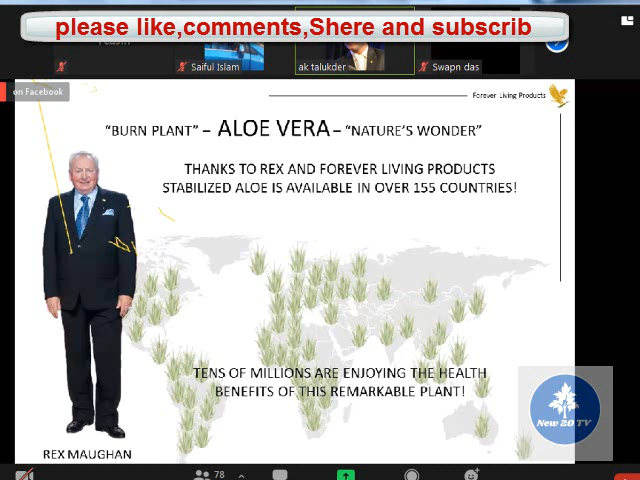 please like,comments,Shere and subscrib
Saiful Islam
ak talukder
Swapn das
on Facebook
Forever Living Products
“BURN PLANT” – ALOE VERA – “NATURE’S WONDER”
THANKS TO REX AND FOREVER LIVING PRODUCTS
STABILIZED ALOE IS AVAILABLE IN OVER 155 COUNTRIES!
TENS OF MILLIONS ARE ENJOYING THE HEALTH
BENEFITS OF THIS REMARKABLE PLANT!
New 20 TV
REX MAUGHAN
78